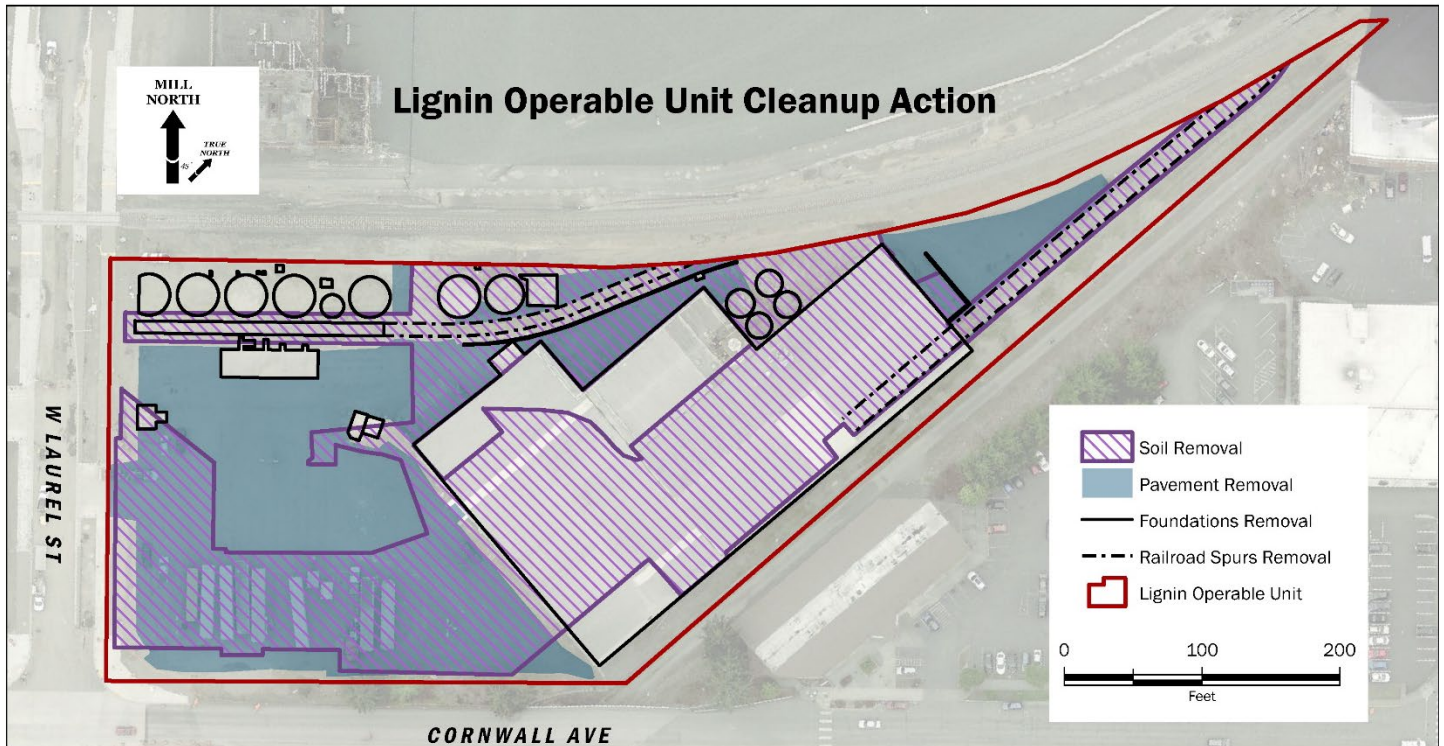 Lignin Operable Unit Cleanup Action
MILL
NORTH
TRUE
NORTH
45°
W LAUREL ST
CORNWALL AVE
Soil Removal
Pavement Removal
Foundations Removal
Railroad Spurs Removal
Lignin Operable Unit
0 100 200
Feet